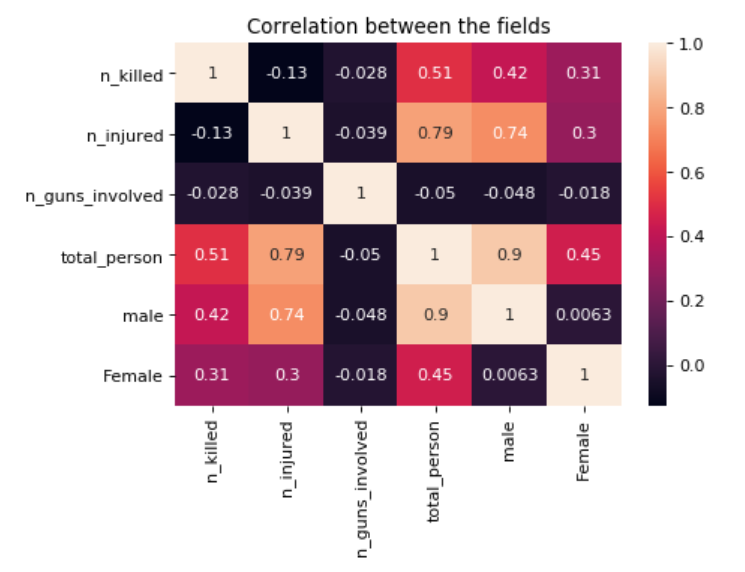 Correlation between the fields
n_killed 1 -0.13 -0.028 0.51 0.42 0.31
n_injured -0.13 1 -0.039 0.79 0.74 0.3
n_guns_involved -0.028 -0.039 1 -0.05 -0.048 -0.018
total_person 0.51 0.79 -0.05 1 0.9 0.45
male 0.42 0.74 -0.048 0.9 1 0.0063
Female 0.31 0.3 -0.018 0.45 0.0063 1
n_killed
n_injured
n_guns_involved
total_person
male
Female
1.0
0.8
0.6
0.4
0.2
0.0